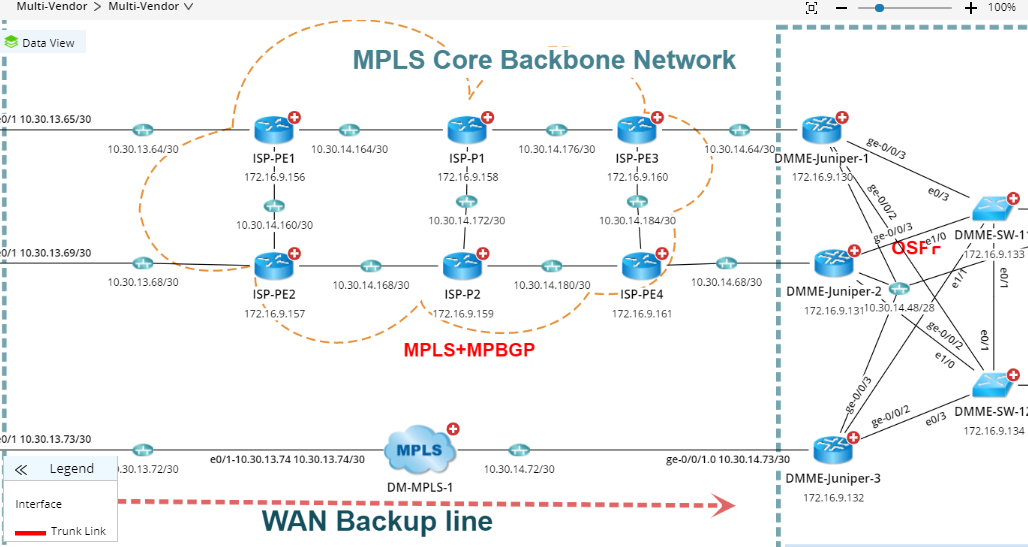 Multi-Vendor > Multi-Vendor
100%
Data View
MPLS Core Backbone Network
e0/1 10.30.13.65/30
10.30.13.64/30
ISP-PE1
172.16.9.156
10.30.14.164/30
ISP-P1
172.16.9.158
10.30.14.176/30
ISP-PE3
172.16.9.160
10.30.14.64/30
DMME-Juniper-1
172.16.9.130
ge-0/0/3
e0/3
ge-0/0/2
10.30.14.160/30
10.30.14.172/30
10.30.14.184/30
ge-0/0/3
e1/0
OSPF
DMME-SW-11
172.16.9.133
e0/1 10.30.13.69/30
10.30.13.68/30
ISP-PE2
172.16.9.157
10.30.14.168/30
ISP-P2
172.16.9.159
10.30.14.180/30
ISP-PE4
172.16.9.161
10.30.14.68/30
DMME-Juniper-2
172.16.9.131
10.30.14.48/28
e1/1
e0/1
ge-0/0/2
e1/0
e0/1
MPLS+MPBGP
ge-0/0/3
ge-0/0/2
e0/3
DMME-SW-12
172.16.9.134
e0/1 10.30.13.73/30
10.30.13.72/30
e0/1-10.30.13.74 10.30.13.74/30
MPLS
DM-MPLS-1
10.30.14.72/30
ge-0/0/1.0 10.30.14.73/30
DMME-Juniper-3
172.16.9.132
Legend
Interface
Trunk Link
WAN Backup line